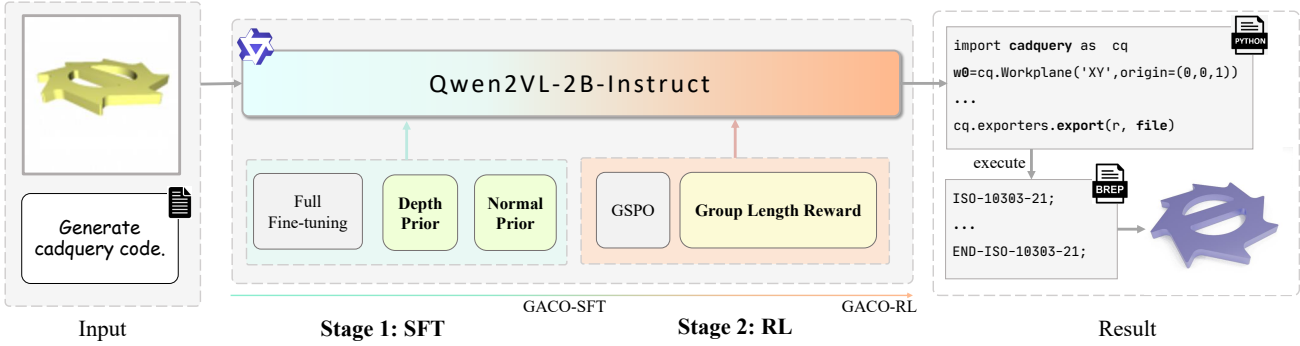 Generate
cadquery code.
Input
Qwen2VL-2B-Instruct
Full
Fine-tuning
Depth
Prior
Normal
Prior
GSPO
Group Length Reward
GACO-SFT
GACO-RL
Stage 1: SFT
Stage 2: RL
PYTHON
import cadquery as cq
w0=cq.Workplane('XY',origin=(0,0,1))
...
cq.exporters.export(r, file)
execute
BREP
ISO-10303-21;
...
END-ISO-10303-21;
Result